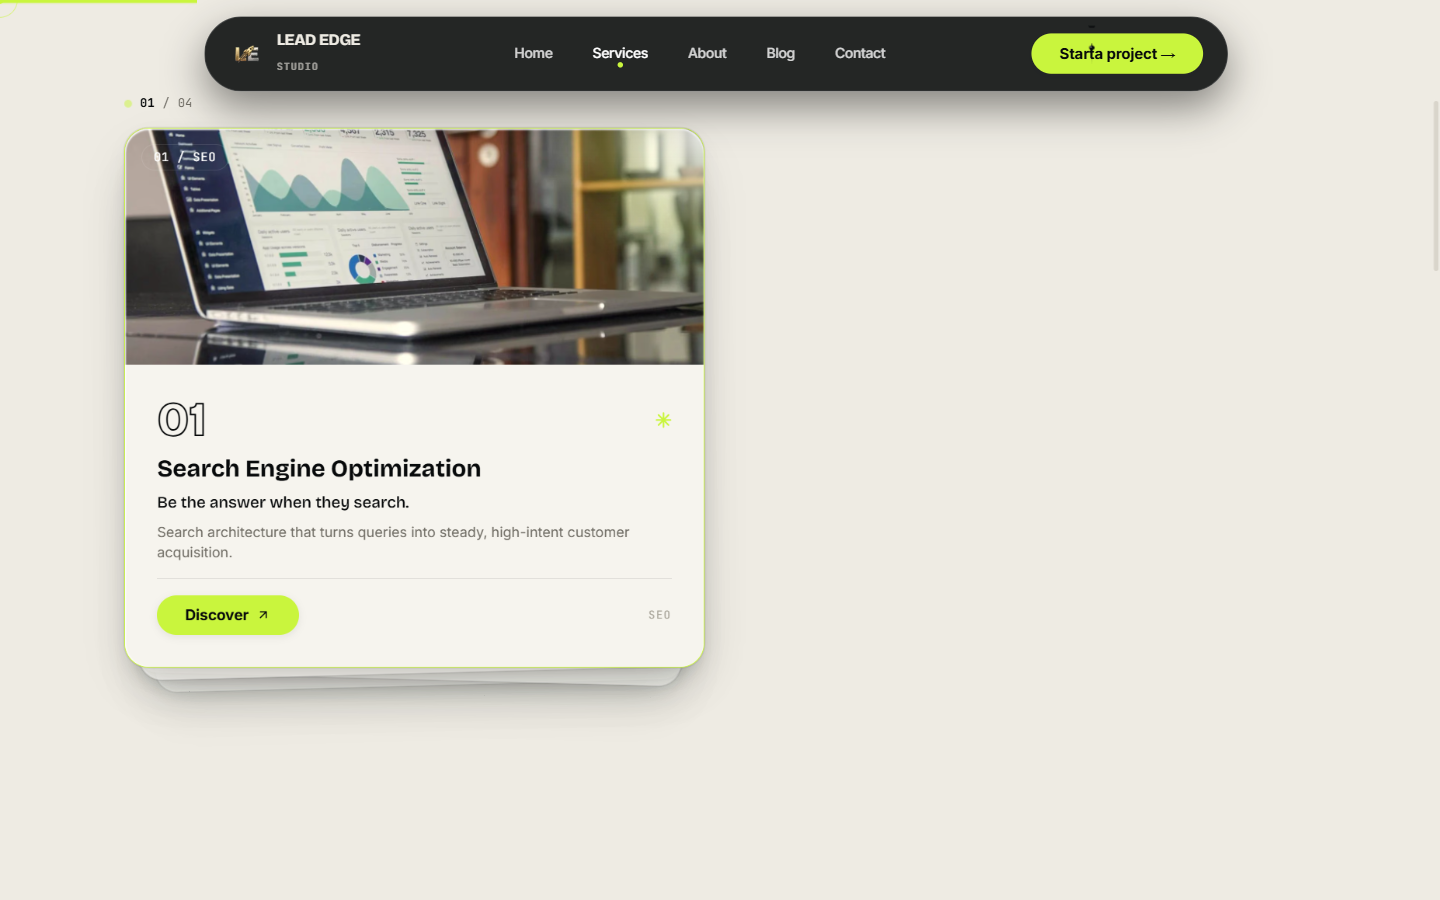 LEAD EDGE
STUDIO
Home
Services
About
Blog
Contact
Start a project →
01 / 04
01 / SEO
01
Search Engine Optimization
Be the answer when they search.
Search architecture that turns queries into steady, high-intent customer
acquisition.
Discover ↗
SEO